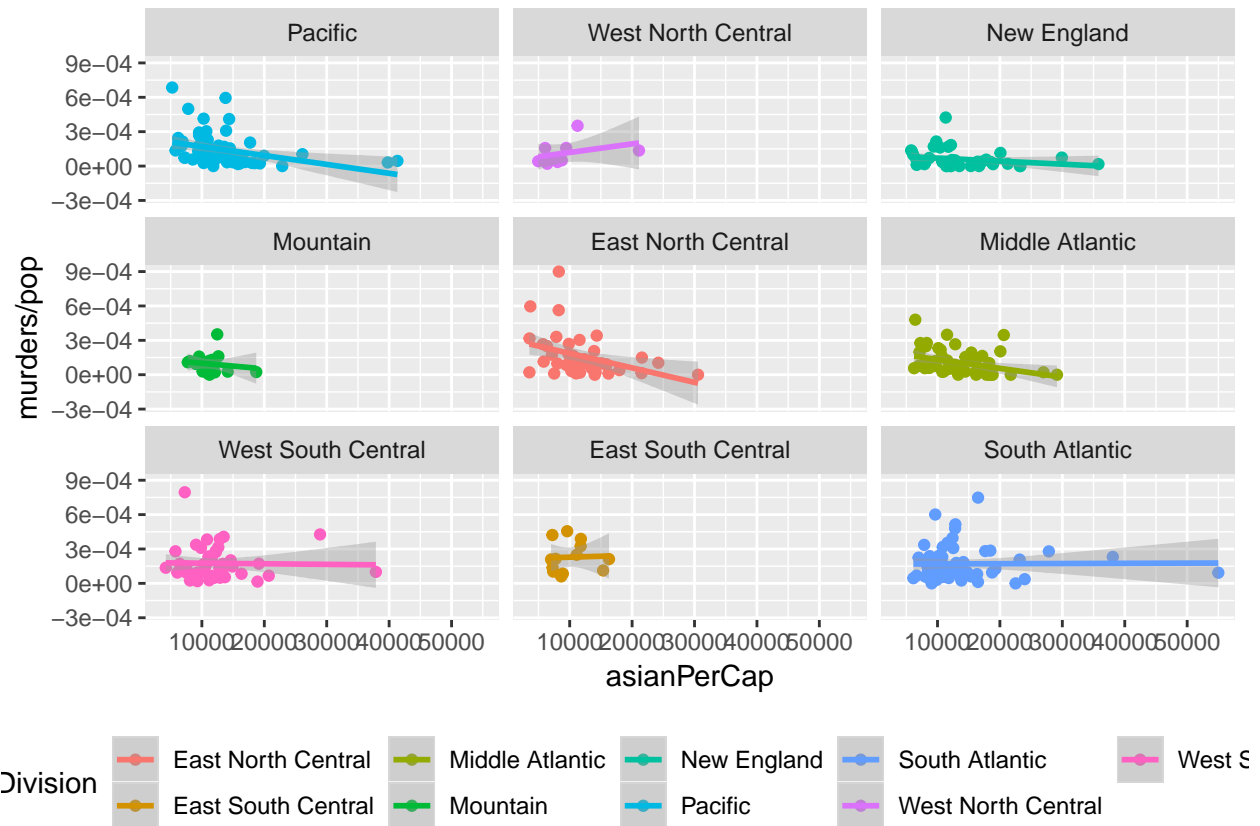 Pacific West North Central New England
9e−04
6e−04
3e−04
0e+00
−3e−04
Mountain East North Central Middle Atlantic
9e−04
6e−04
3e−04
0e+00
−3e−04
murders/pop
West South Central East South Central South Atlantic
9e−04
6e−04
3e−04
0e+00
−3e−04
10000 20000 30000 40000 50000 10000 20000 30000 40000 50000 10000 20000 30000 40000 50000
asianPerCap
Division
East North Central Middle Atlantic New England South Atlantic West S
East South Central Mountain Pacific West North Central